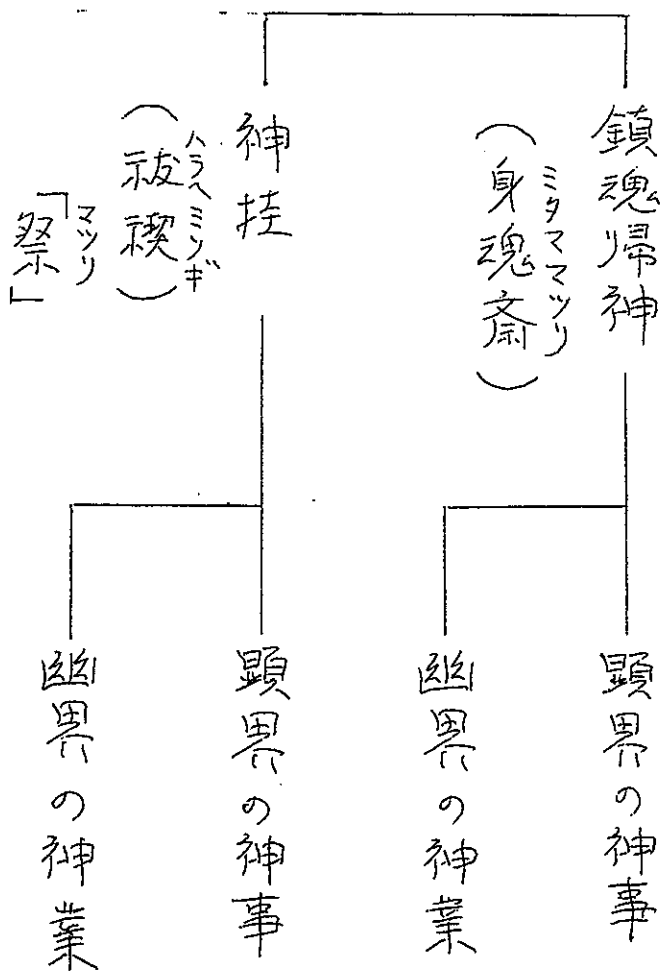 鎮魂帰神
（身魂斎）
ミタママツリ
顕界の神事
幽界の神業
神挂
（祓禊）
ハラヘミソギ
「祭」
マツリ
顕界の神事
幽界の神業